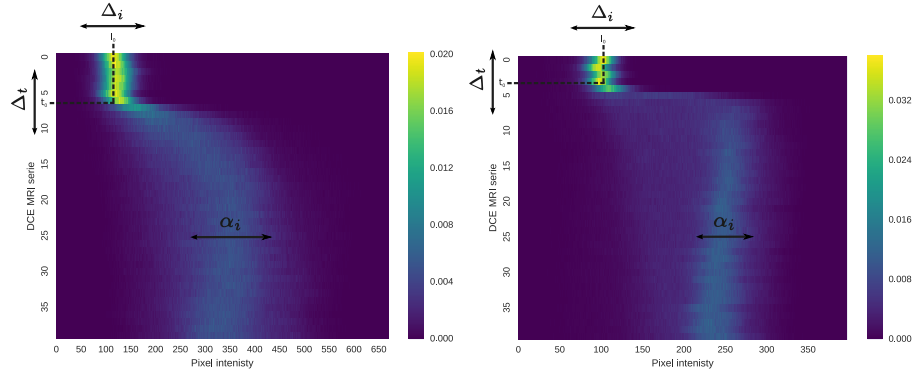 Δi
I₀
0
5
t₀
10
15
20
25
30
35
Δt
DCE MRI serie
αi
0 50 100 150 200 250 300 350 400 450 500 550 600 650
Pixel intenisty
0.020
0.016
0.012
0.008
0.004
0.000
Δi
I₀
0
t₀
5
10
15
20
25
30
35
Δt
DCE MRI serie
αi
0 50 100 150 200 250 300 350
Pixel intenisty
0.032
0.024
0.016
0.008
0.000